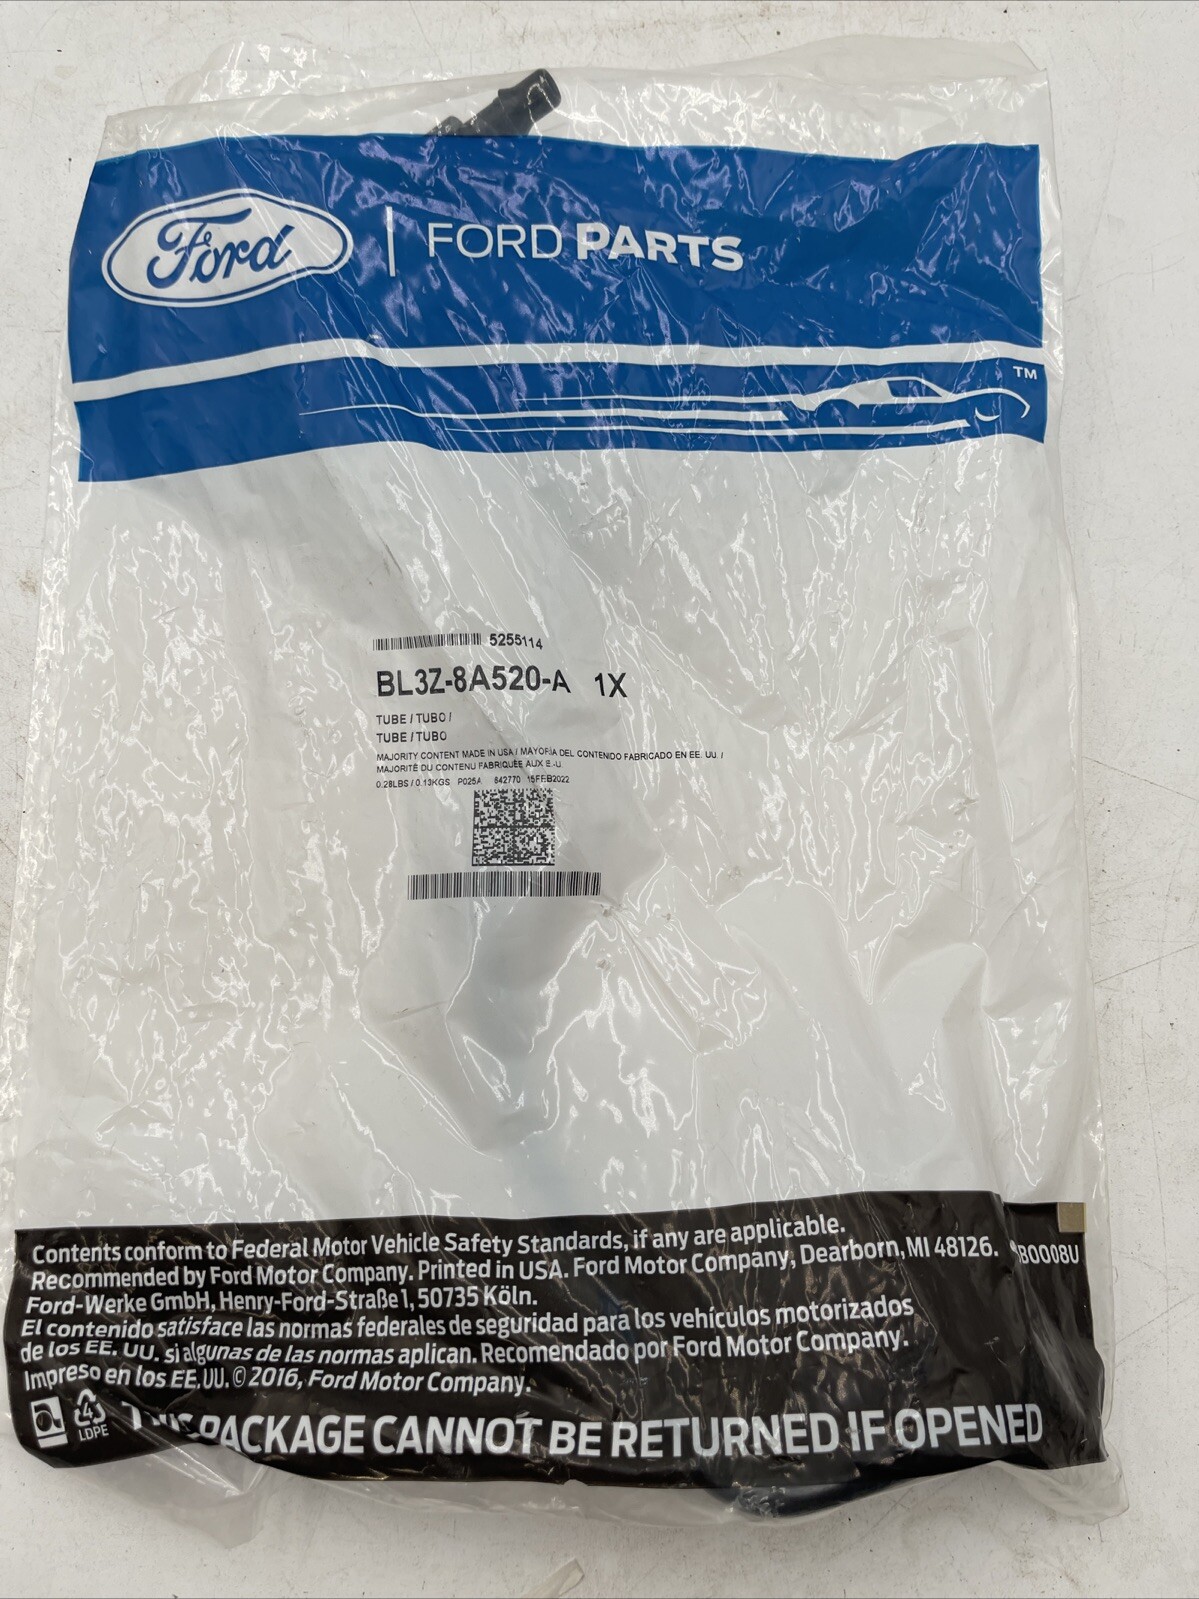 Ford
FORD PARTS
TM
5255114
BL3Z-8A520-A 1X
TUBE / TUBO /
TUBE / TUBO
MAJORITY CONTENT MADE IN USA / MAYORIA DEL CONTENIDO FABRICADO EN EE. UU. /
MAJORITÉ DU CONTENU FABRIQUÉE AUX É.-U.
0.28LBS / 0.13KGS P025A 842770 15FEB2022
Contents conform to Federal Motor Vehicle Safety Standards, if any are applicable.
Recommended by Ford Motor Company. Printed in USA. Ford Motor Company, Dearborn, MI 48126.
B0008U
Ford-Werke GmbH, Henry-Ford-Straße 1, 50735 Köln.
El contenido satisface las normas federales de seguridad para los vehículos motorizados
de los EE. UU. si algunas de las normas aplican. Recomendado por Ford Motor Company.
Impreso en los EE.UU. © 2016, Ford Motor Company.
4
LDPE
THIS PACKAGE CANNOT BE RETURNED IF OPENED